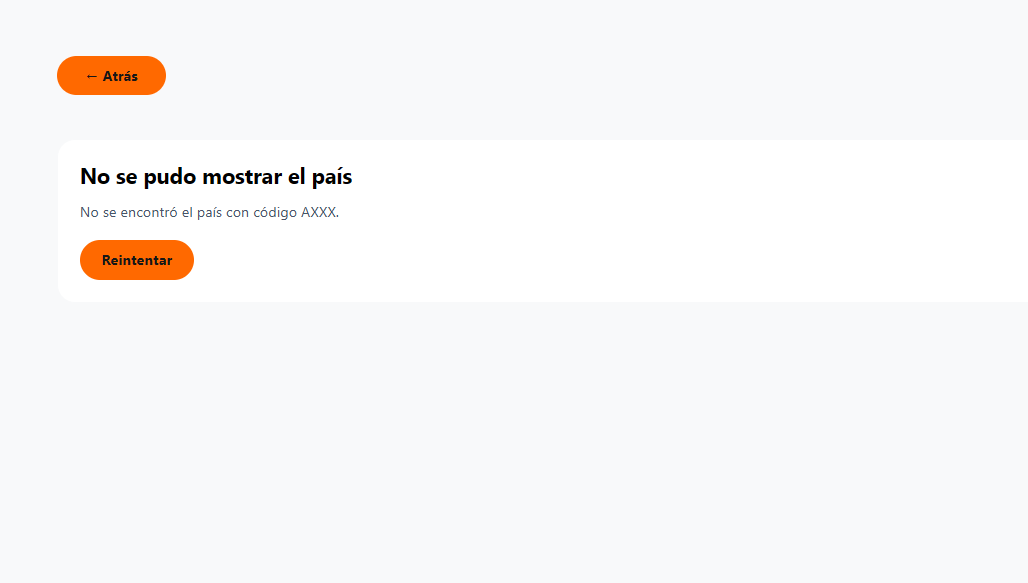 ← Atrás
No se pudo mostrar el país
No se encontró el país con código AXXX.
Reintentar